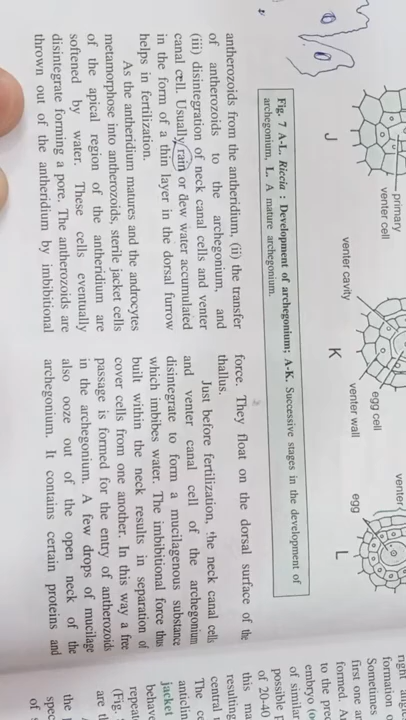 primary
venter cell
J
venter cavity
K
egg cell
venter wall
venter
egg
L
Fig. 7 A-L. Riccia : Development of archegonium; A-K. Successive stages in the development of
archegonium, L. A mature archegonium.
antherozoids from the antheridium, (ii) the transfer
of antherozoids to the archegonium, and
(iii) disintegration of neck canal cells and venter
canal cell. Usually rain or dew water accumulated
in the form of a thin layer in the dorsal furrow
helps in fertilization.
As the antheridium matures and the androcytes
metamorphose into antherozoids, sterile jacket cells
of the apical region of the antheridium are
softened by water. These cells eventually
disintegrate forming a pore. The antherozoids are
thrown out of the antheridium by imbibitional
force. They float on the dorsal surface of the
thallus.
Just before fertilization, the neck canal cells
and venter canal cell of the archegonium
disintegrate to form a mucilagenous substance
which imbibes water. The imbibitional force thus
built within the neck results in separation of
cover cells from one another. In this way a free
passage is formed for the entry of antherozoids
in the archegonium. A few drops of mucilage
also ooze out of the open neck of the
archegonium. It contains certain proteins and
right angle
formation o
Sometimes
first one an
formed. A
to the prec
embryo (o
of similar
possible p
of 20-40
this ma
resulting
central
The c
anticlin
jacket
behave
repeate
(Fig.
are th
the
spec
of